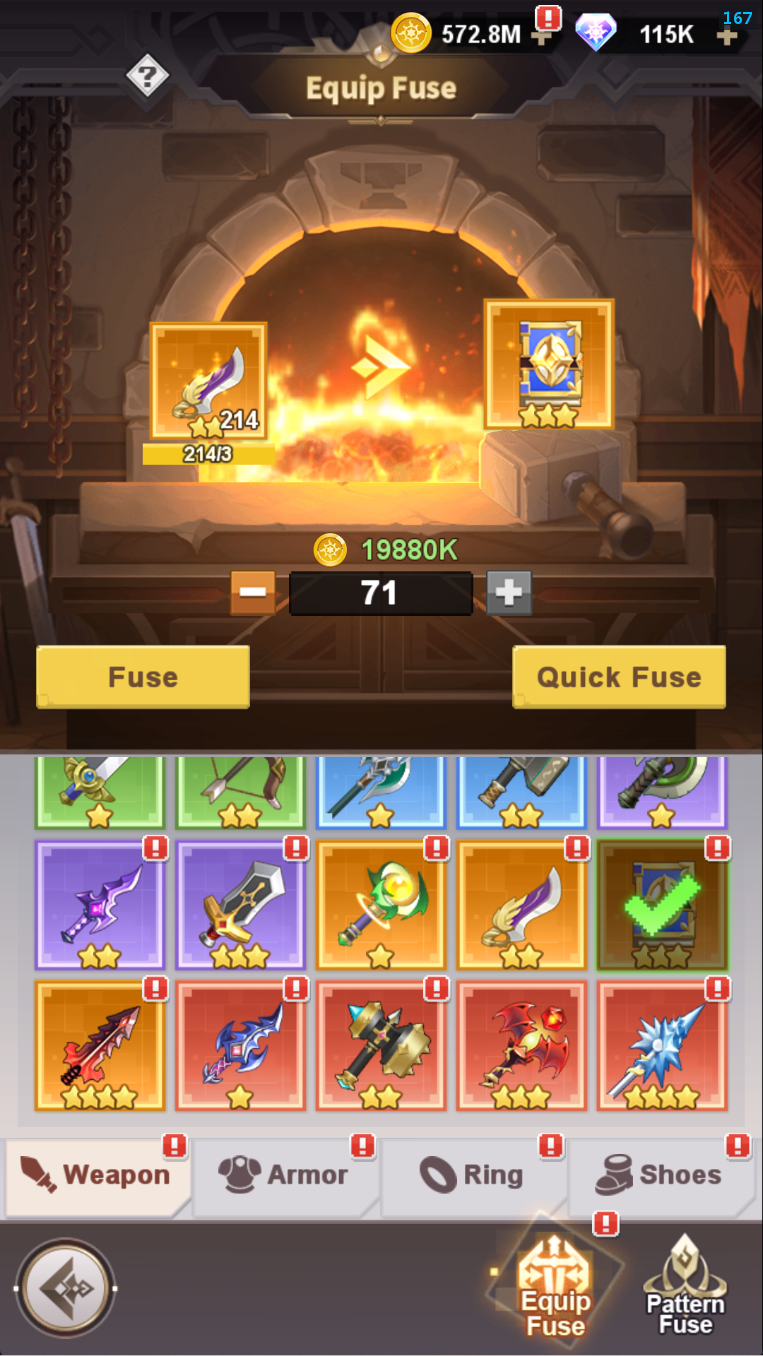 167
572.8M
115K
?
Equip Fuse
214
214/3
19880K
71
Fuse
Quick Fuse
Weapon
Armor
Ring
Shoes
Equip
Fuse
Pattern
Fuse